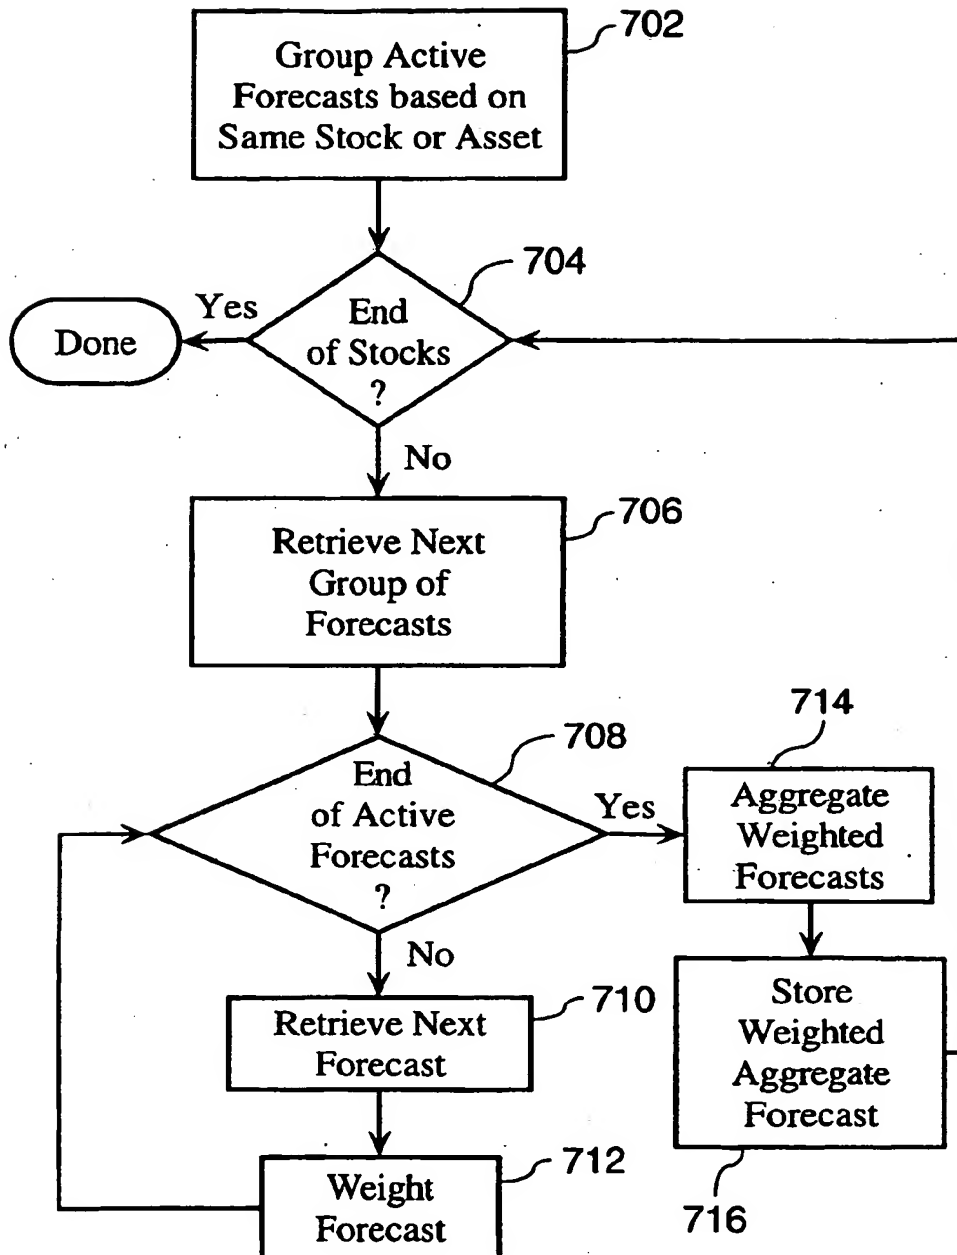 702
Group Active
Forecasts based on
Same Stock or Asset
704
Yes
Done
End
of Stocks
?
No
706
Retrieve Next
Group of
Forecasts
708
End
of Active
Forecasts
?
Yes
714
Aggregate
Weighted
Forecasts
No
710
Retrieve Next
Forecast
Store
Weighted
Aggregate
Forecast
712
Weight
Forecast
716